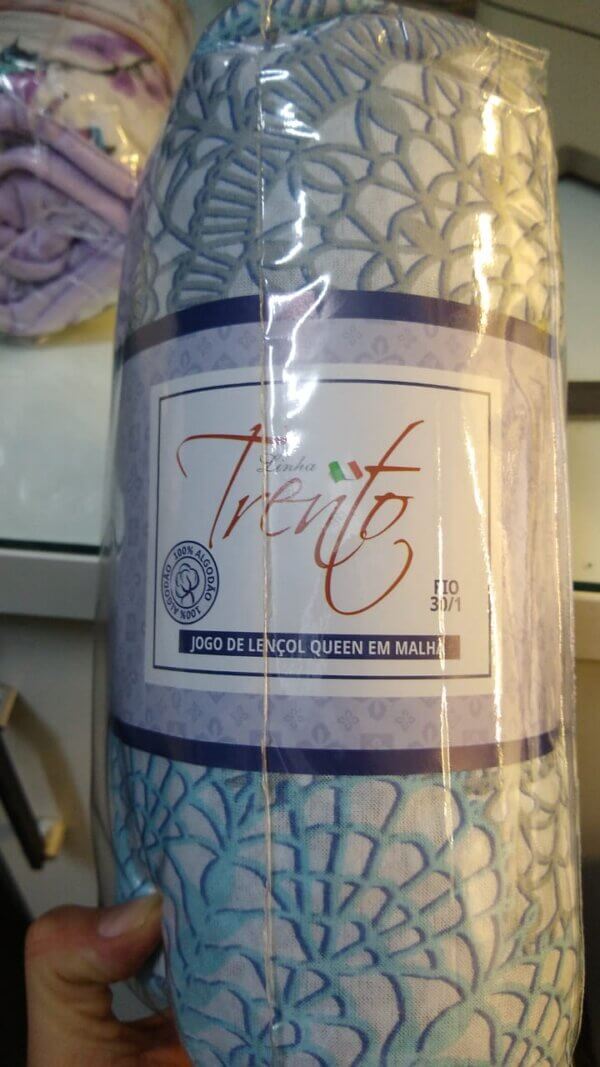 Linha
Trento
100% ALGODÃO
100% ALGODÃO
FIO
30/1
JOGO DE LENÇOL QUEEN EM MALHA